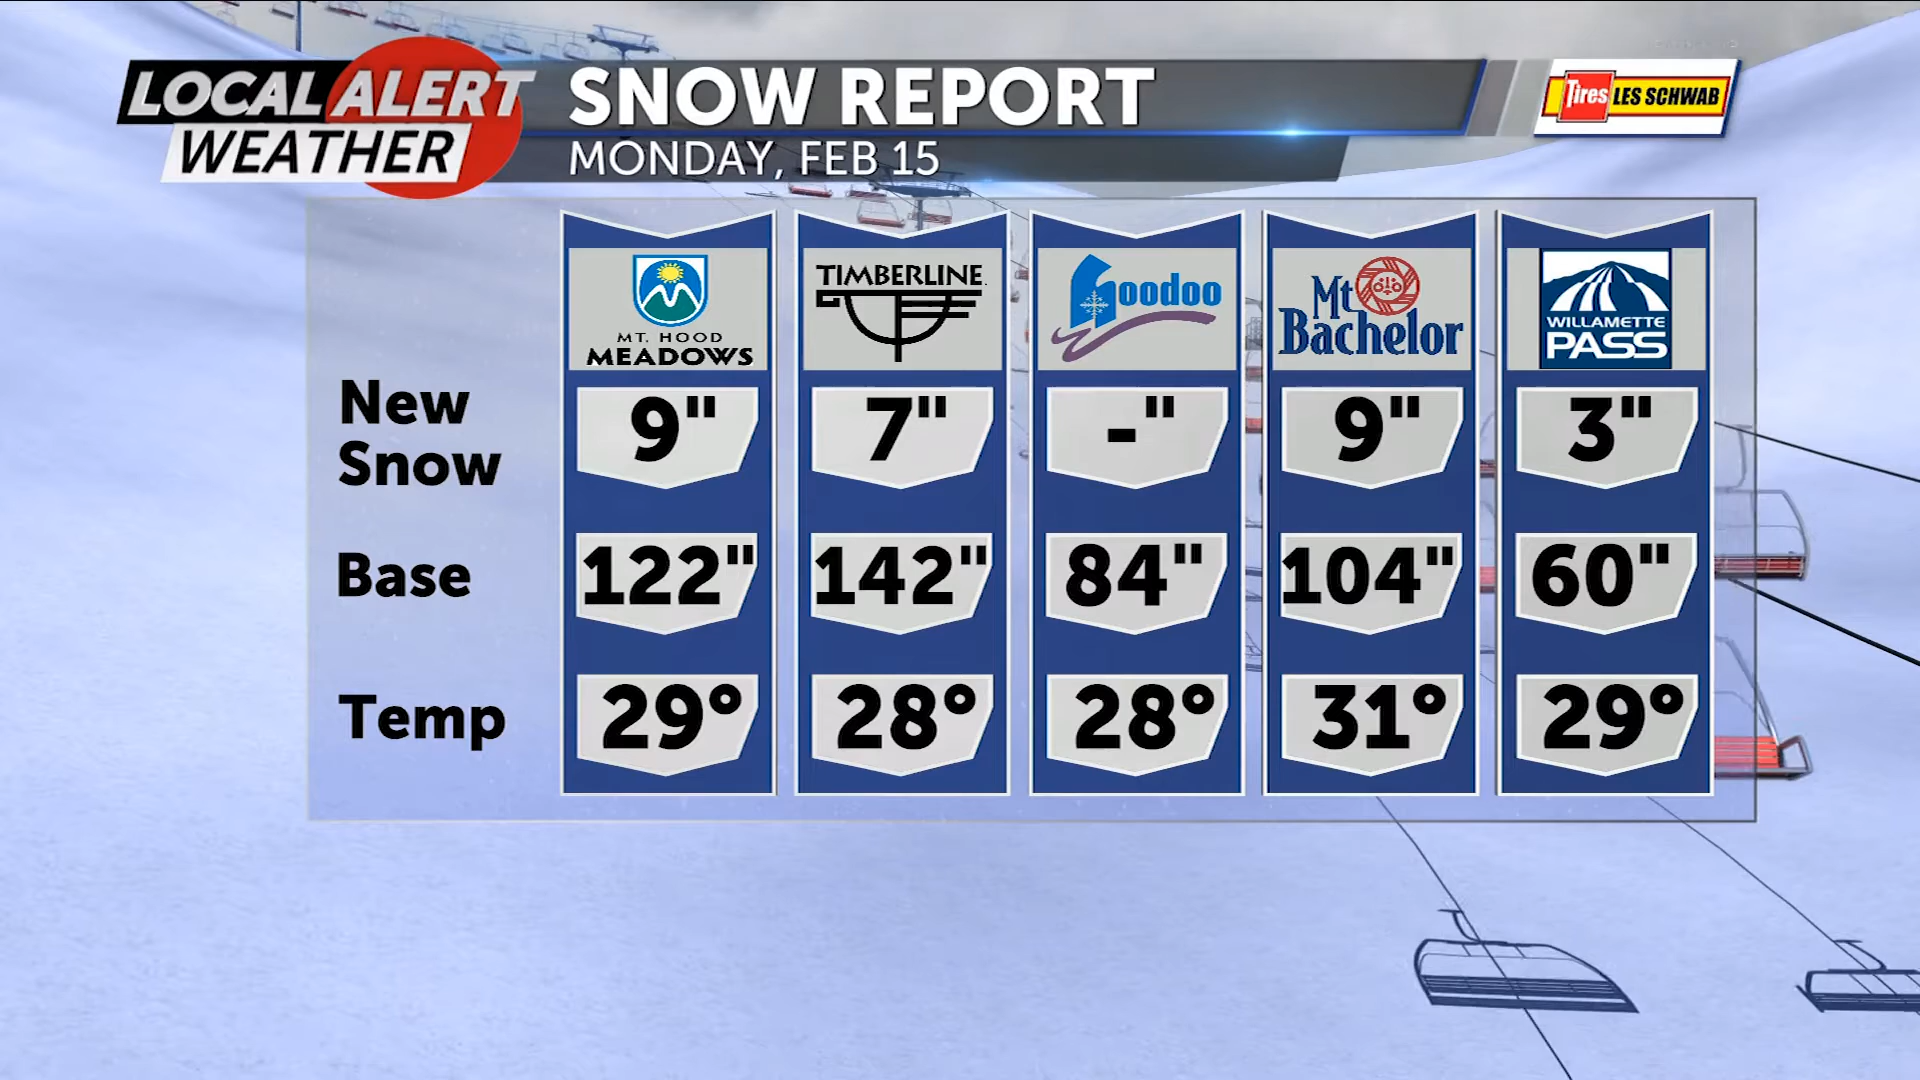 LOCAL ALERT
WEATHER
SNOW REPORT
MONDAY, FEB 15
Tires LES SCHWAB
MT. HOOD
MEADOWS
TIMBERLINE
Hoodoo
Mt
Bachelor
WILLAMETTE
PASS
New
Snow
9" 7" -" 9" 3"
Base 122" 142" 84" 104" 60"
Temp 29° 28° 28° 31° 29°